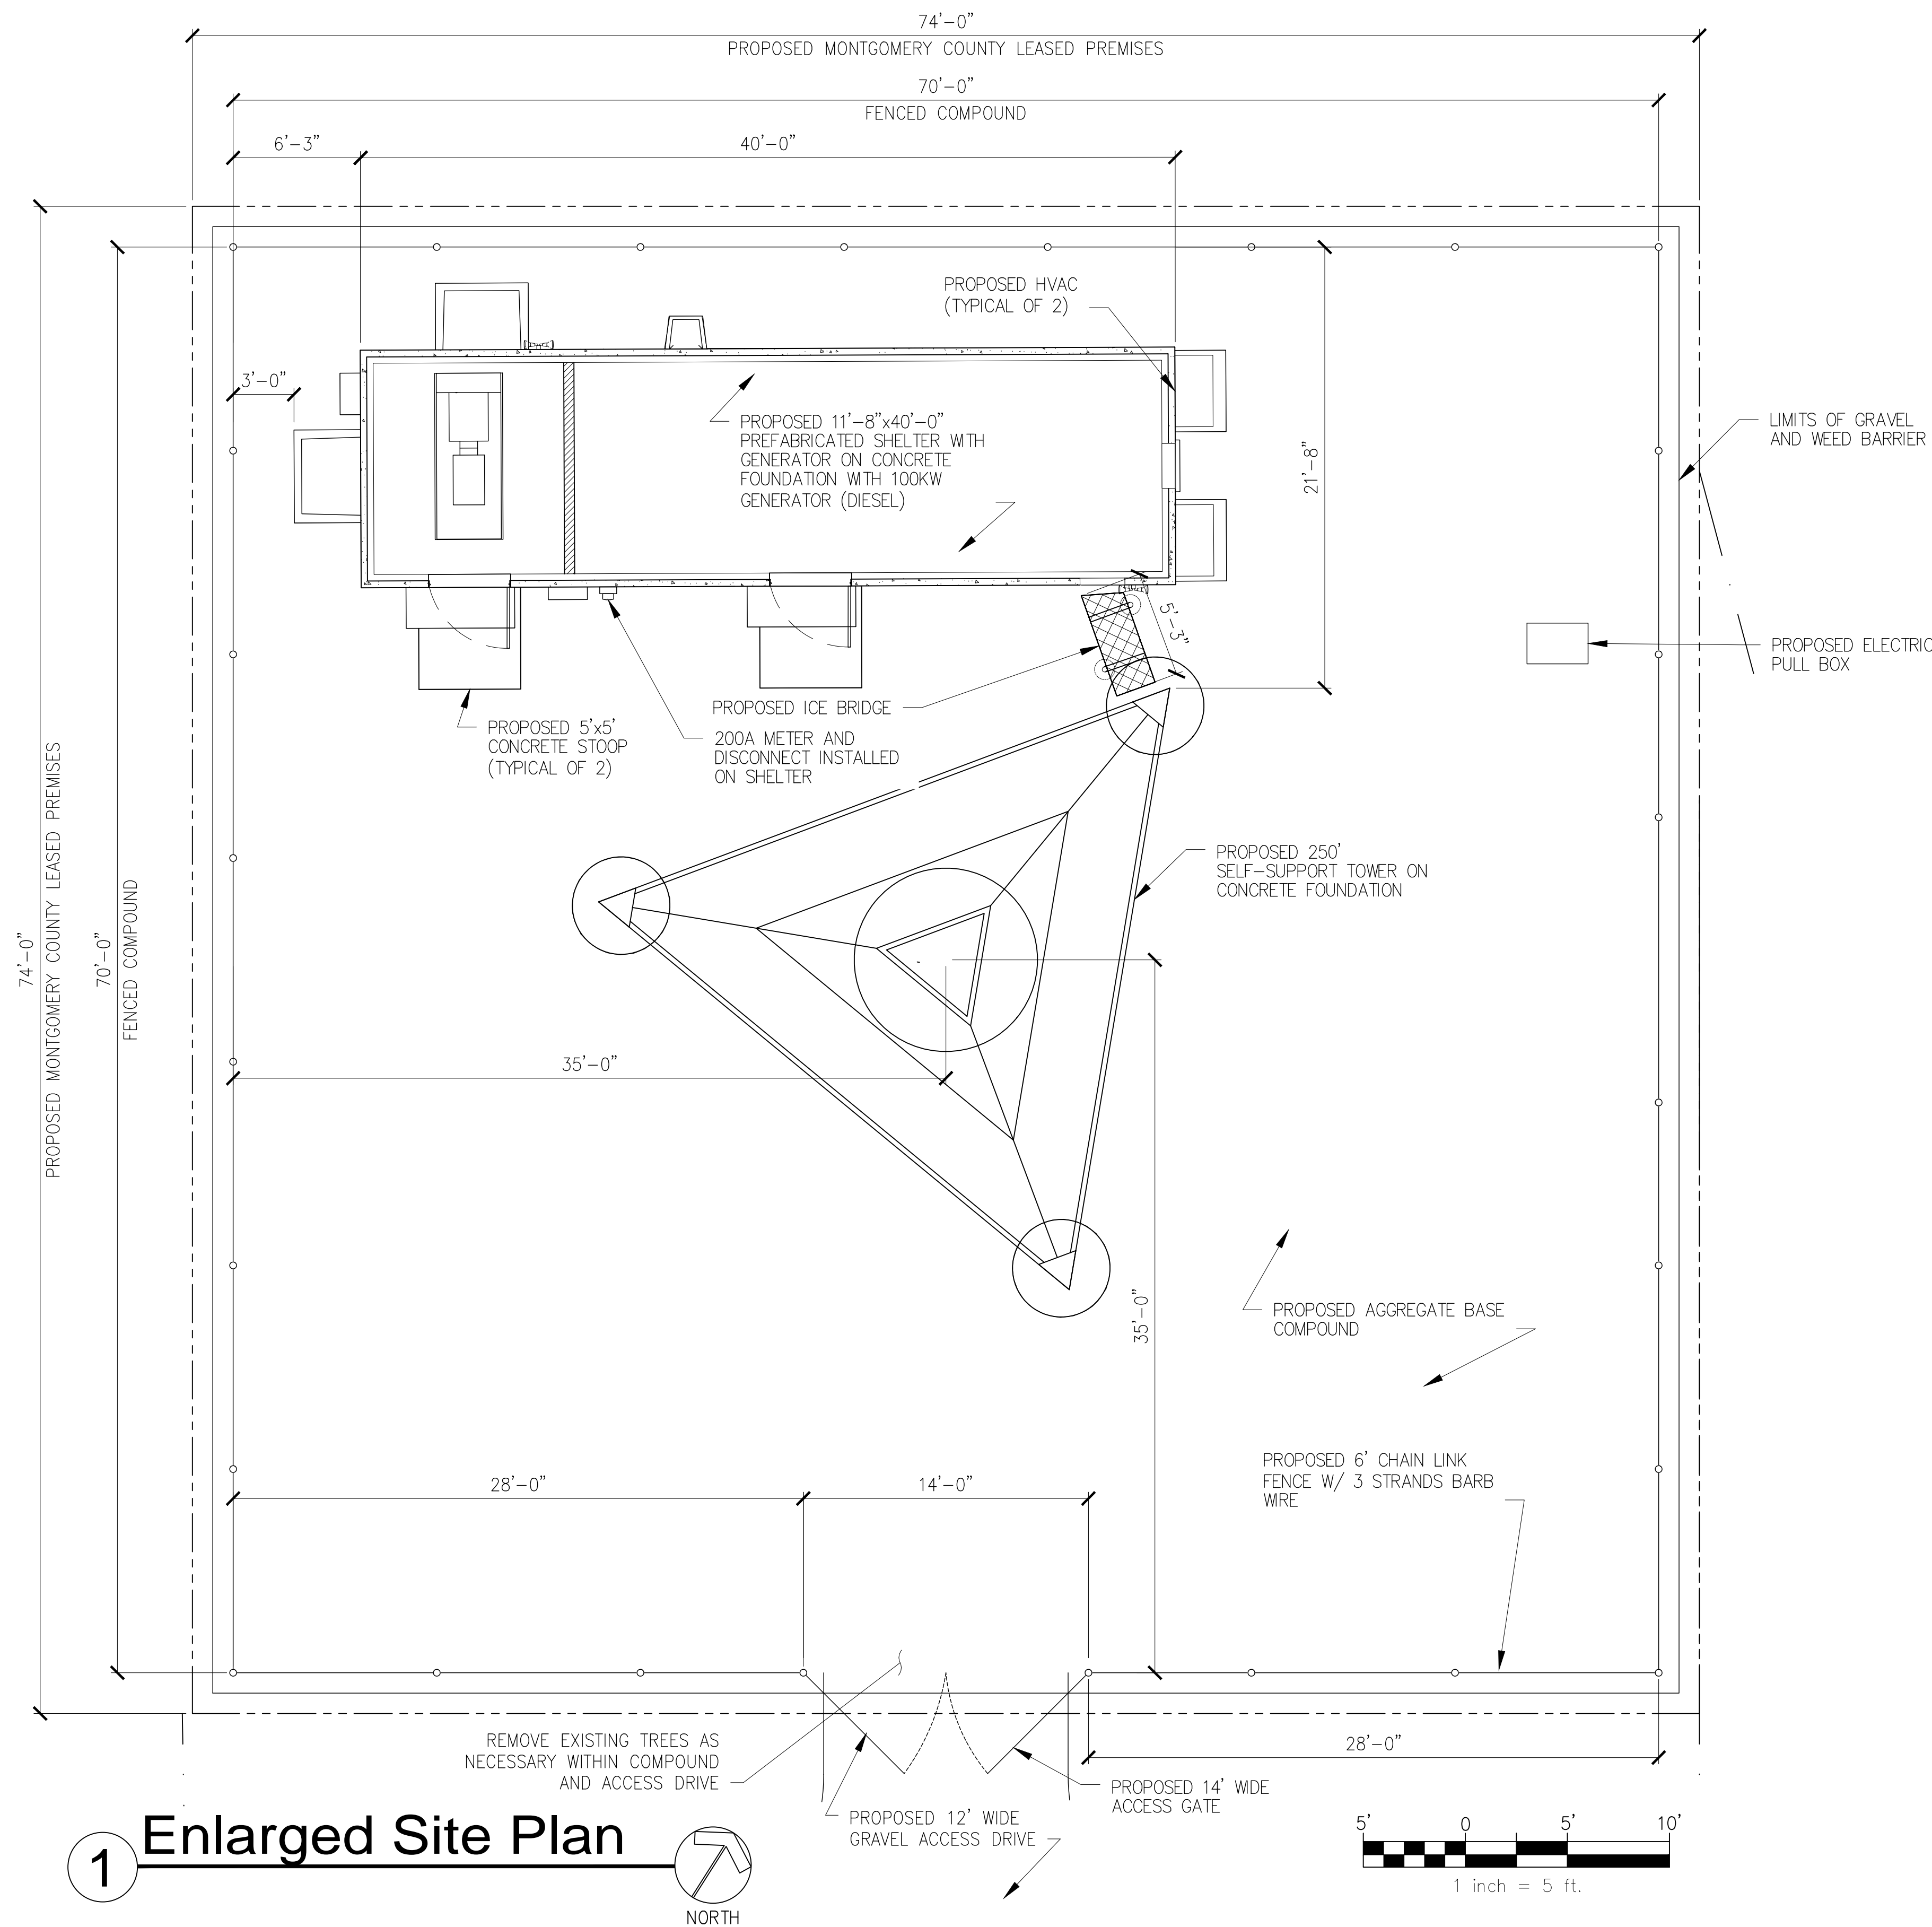 74'-0"
PROPOSED MONTGOMERY COUNTY LEASED PREMISES
70'-0"
FENCED COMPOUND
6'-3"
40'-0"
PROPOSED HVAC
(TYPICAL OF 2)
3'-0"
PROPOSED 11'-8"x40'-0"
PREFABRICATED SHELTER WITH
GENERATOR ON CONCRETE
FOUNDATION WITH 100KW
GENERATOR (DIESEL)
21'-8"
LIMITS OF GRAVEL
AND WEED BARRIER
5'-3"
PROPOSED ELECTRIC
PULL BOX
PROPOSED ICE BRIDGE
PROPOSED 5'x5'
CONCRETE STOOP
(TYPICAL OF 2)
200A METER AND
DISCONNECT INSTALLED
ON SHELTER
PROPOSED 250'
SELF-SUPPORT TOWER ON
CONCRETE FOUNDATION
74'-0"
PROPOSED MONTGOMERY COUNTY LEASED PREMISES
70'-0"
FENCED COMPOUND
35'-0"
35'-0"
PROPOSED AGGREGATE BASE
COMPOUND
PROPOSED 6' CHAIN LINK
FENCE W/ 3 STRANDS BARB
WIRE
28'-0"
14'-0"
REMOVE EXISTING TREES AS
NECESSARY WITHIN COMPOUND
AND ACCESS DRIVE
28'-0"
PROPOSED 14' WIDE
ACCESS GATE
PROPOSED 12' WIDE
GRAVEL ACCESS DRIVE
1
Enlarged Site Plan
NORTH
5' 0 5' 10'
1 inch = 5 ft.